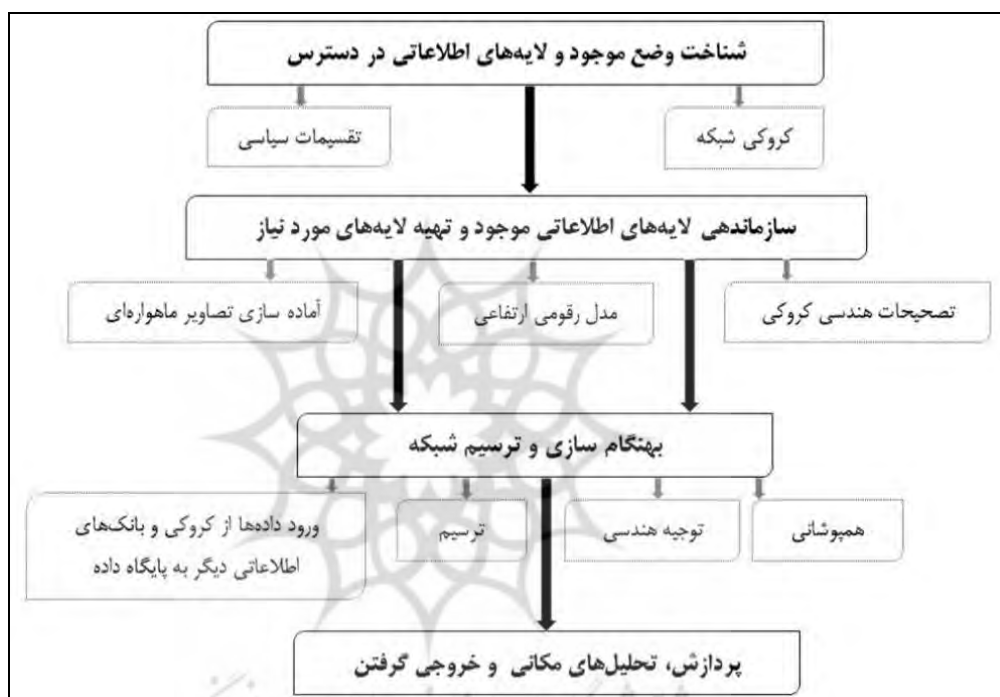 شناخت وضع موجود و لایه‌های اطلاعاتی در دسترس
کروکی شبکه
تقسیمات سیاسی
سازماندهی لایه‌های اطلاعاتی موجود و تهیه لایه‌های مورد نیاز
تصحیحات هندسی کروکی
مدل رقومی ارتفاعی
آماده سازی تصاویر ماهواره‌ای
بهنگام سازی و ترسیم شبکه
همپوشانی
توجیه هندسی
ترسیم
ورود داده‌ها از کروکی و بانک‌های
اطلاعاتی دیگر به پایگاه داده
پردازش، تحلیل‌های مکانی و خروجی گرفتن